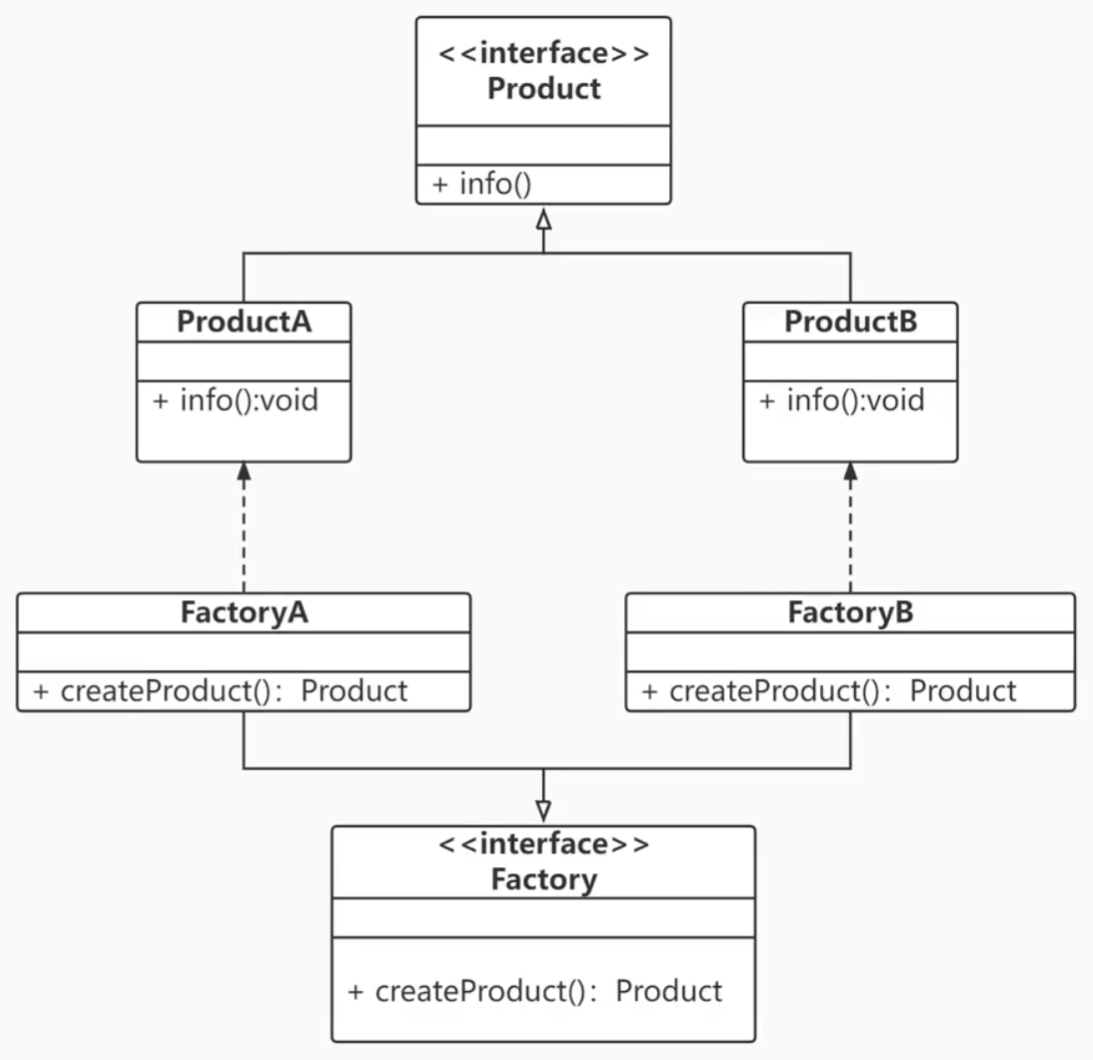 <<interface>>
Product
+ info()
ProductA
+ info():void
ProductB
+ info():void
FactoryA
+ createProduct()：Product
FactoryB
+ createProduct()：Product
<<interface>>
Factory
+ createProduct()：Product